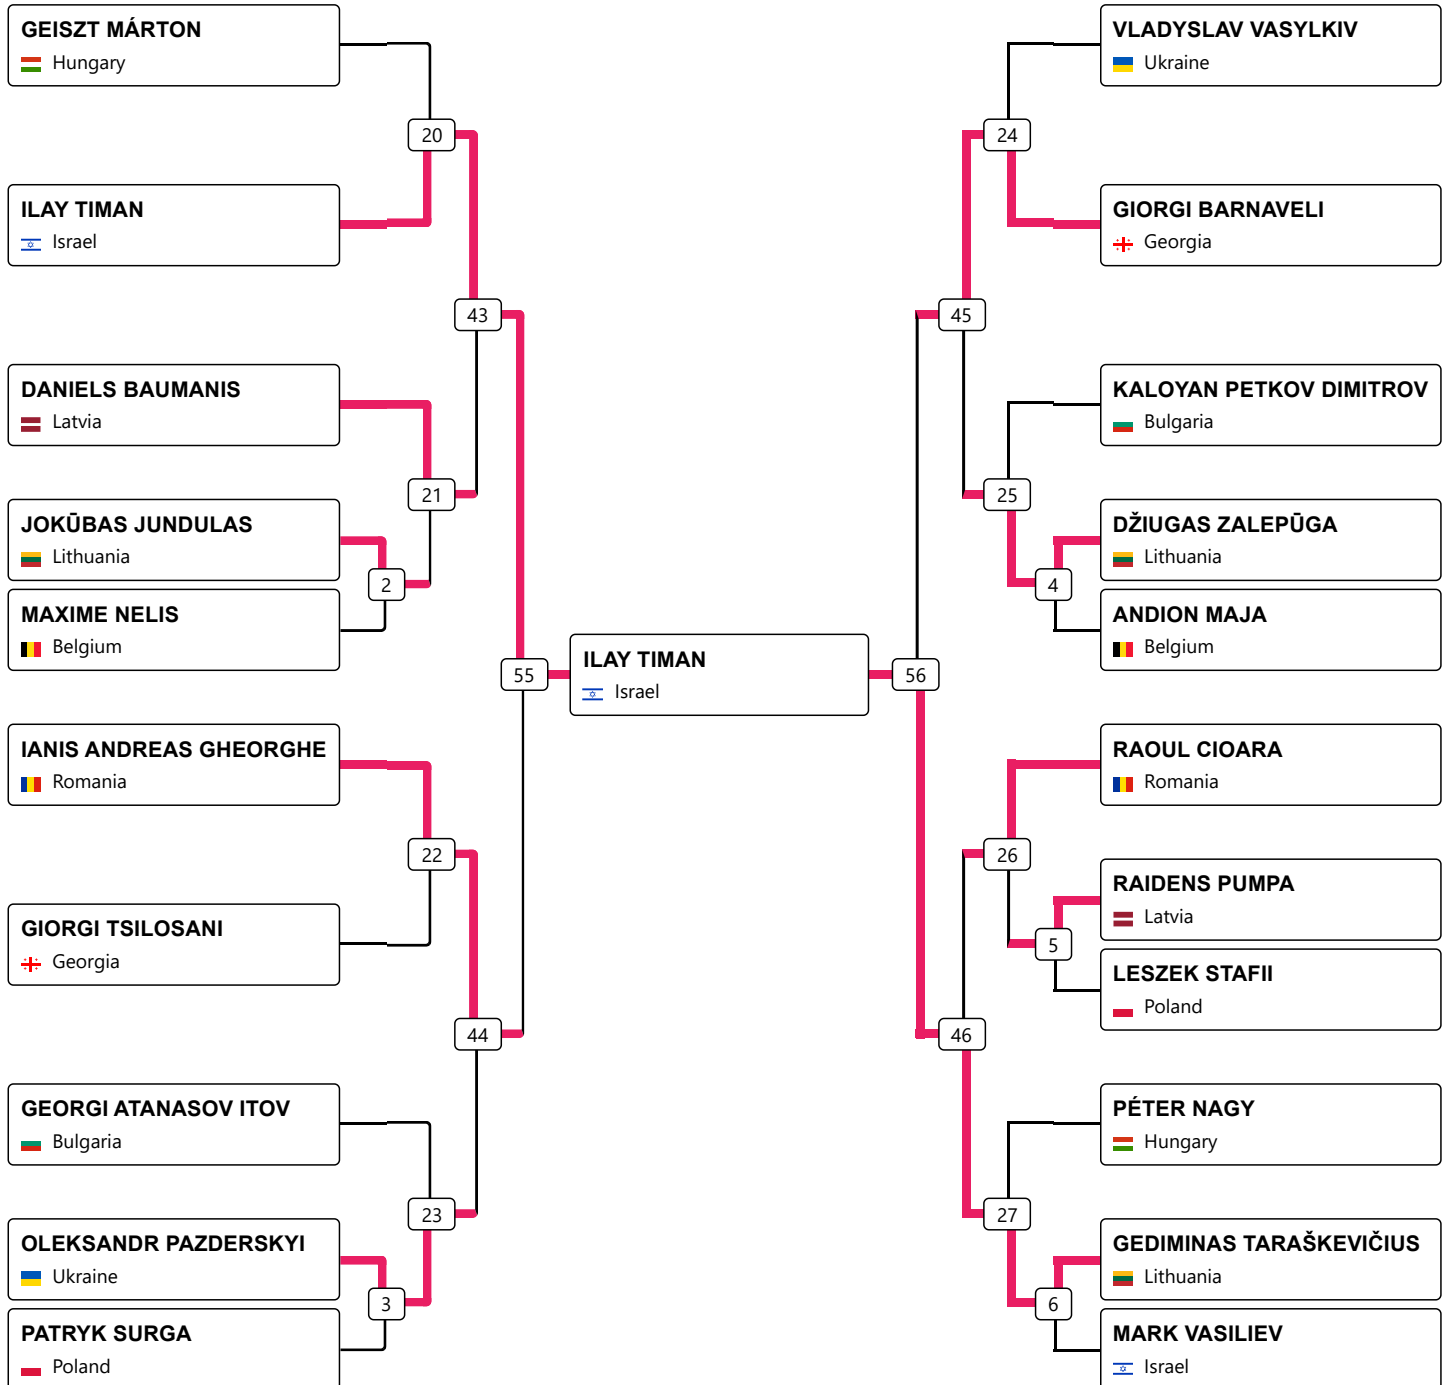 GEISZT MÁRTON
Hungary
20
ILAY TIMAN
Israel
43
DANIELS BAUMANIS
Latvia
21
JOKŪBAS JUNDULAS
Lithuania
2
MAXIME NELIS
Belgium
55
IANIS ANDREAS GHEORGHE
Romania
22
GIORGI TSILOSANI
Georgia
44
GEORGI ATANASOV ITOV
Bulgaria
23
OLEKSANDR PAZDERSKYI
Ukraine
3
PATRYK SURGA
Poland
ILAY TIMAN
Israel
VLADYSLAV VASYLKIV
Ukraine
24
GIORGI BARNAVELI
Georgia
45
KALOYAN PETKOV DIMITROV
Bulgaria
25
DŽIUGAS ZALEPŪGA
Lithuania
4
ANDION MAJA
Belgium
56
RAOUL CIOARA
Romania
26
RAIDENS PUMPA
Latvia
5
LESZEK STAFII
Poland
46
PÉTER NAGY
Hungary
27
GEDIMINAS TARAŠKEVIČIUS
Lithuania
6
MARK VASILIEV
Israel